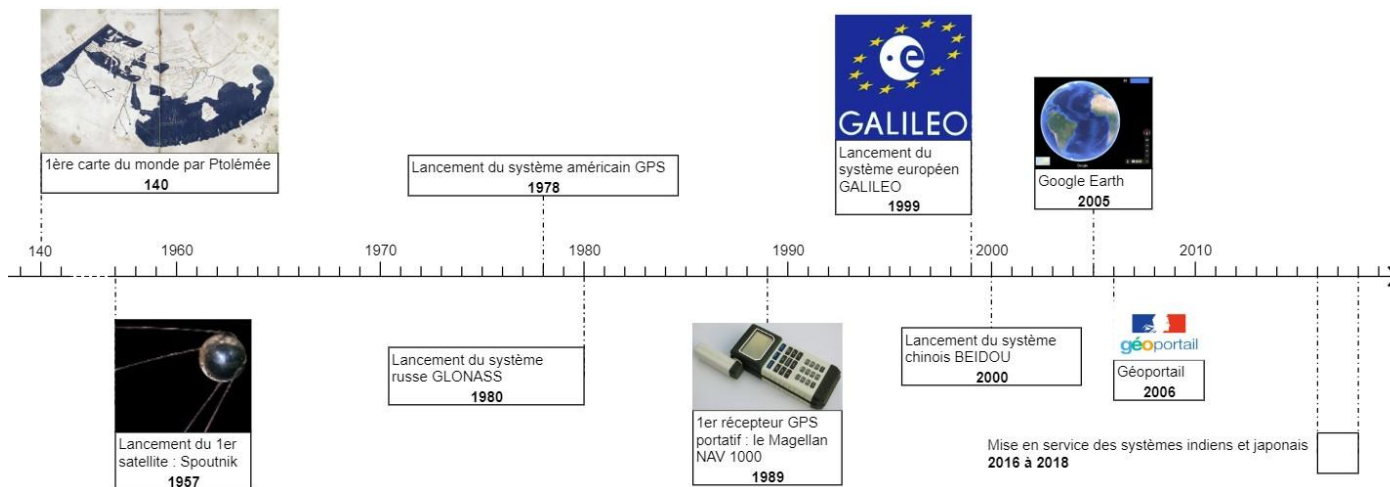 1ère carte du monde par Ptolémée
140
Lancement du système américain GPS
1978
GALILEO
Lancement du
système européen
GALILEO
1999
Google Earth
2005
140
1960
1970
1980
1990
2000
2010
Lancement du 1er
satellite : Spoutnik
1957
Lancement du système
russe GLONASS
1980
1er récepteur GPS
portatif : le Magellan
NAV 1000
1989
Lancement du système
chinois BEIDOU
2000
géoportail
Géoportail
2006
Mise en service des systèmes indiens et japonais
2016 à 2018